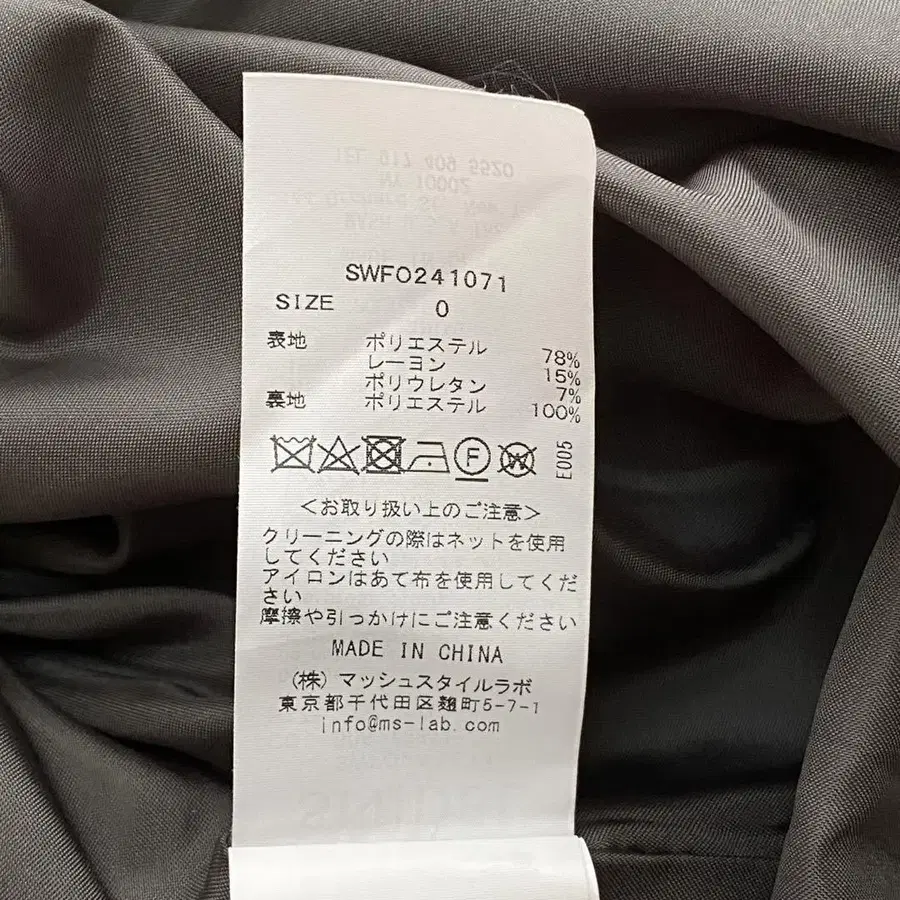 SWFO241071
SIZE 0
表地 ポリエステル 78%
レーヨン 15%
ポリウレタン 7%
裏地 ポリエステル 100%
F W E005
<お取り扱い上のご注意>
クリーニングの際はネットを使用
してください
アイロンはあて布を使用してくだ
さい
摩擦や引っかけにご注意ください
MADE IN CHINA
(株) マッシュスタイルラボ
東京都千代田区麹町5-7-1
info@ms-lab.com
TEL 917 409 5520
NY 10002